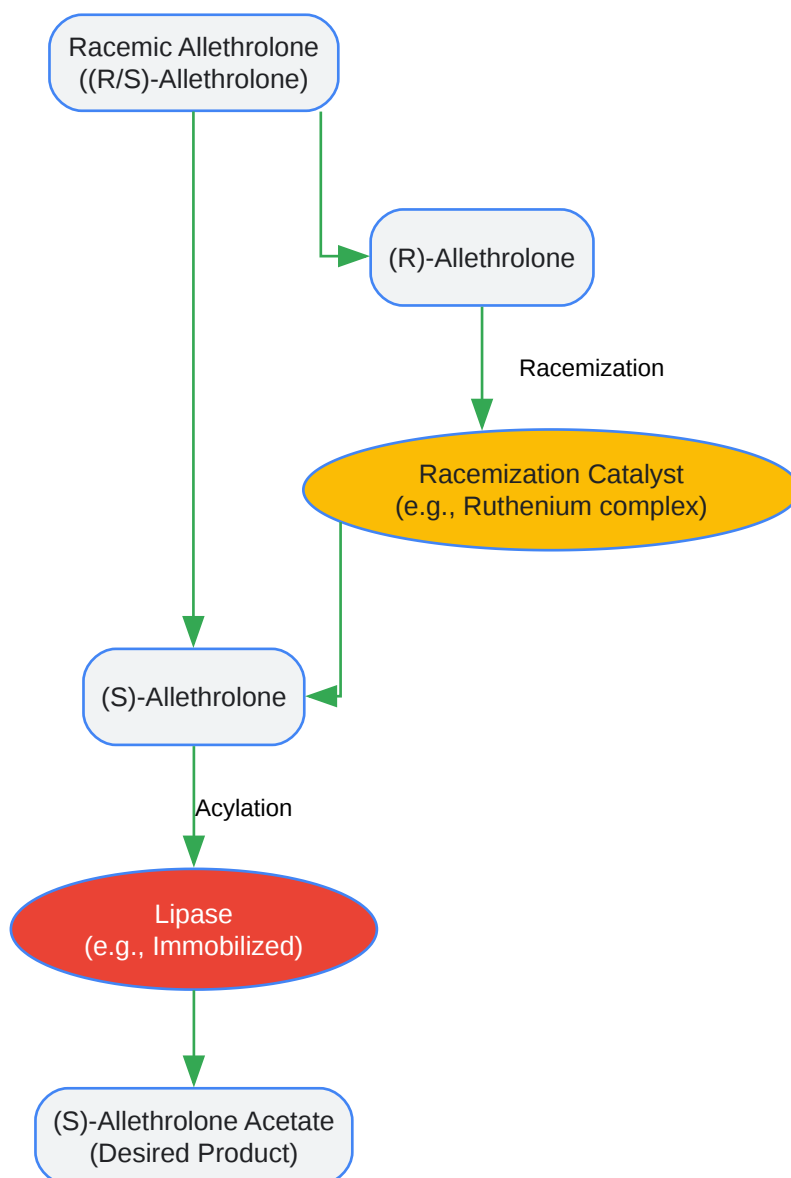 Racemic Allethrolone
((R/S)-Allethrolone)
(R)-Allethrolone
Racemization
Racemization Catalyst
(e.g., Ruthenium complex)
(S)-Allethrolone
Acylation
Lipase
(e.g., Immobilized)
(S)-Allethrolone Acetate
(Desired Product)